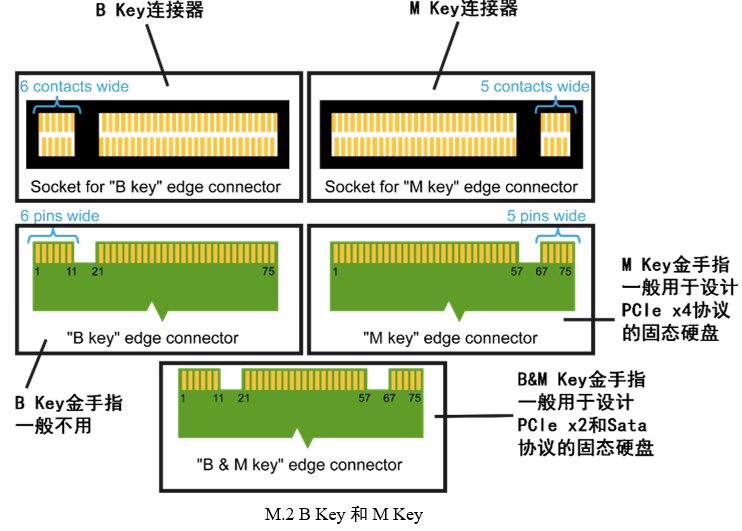 B Key连接器
M Key连接器
6 contacts wide
5 contacts wide
Socket for "B key" edge connector
Socket for "M key" edge connector
6 pins wide
5 pins wide
1 11 21 75
1 57 67 75
"B key" edge connector
"M key" edge connector
M Key金手指
一般用于设计
PCIe x4协议
的固态硬盘
B Key金手指
一般不用
1 11 21 57 67 75
"B & M key" edge connector
B&M Key金手指
一般用于设计
PCIe x2和Sata
协议的固态硬盘
M.2 B Key 和 M Key